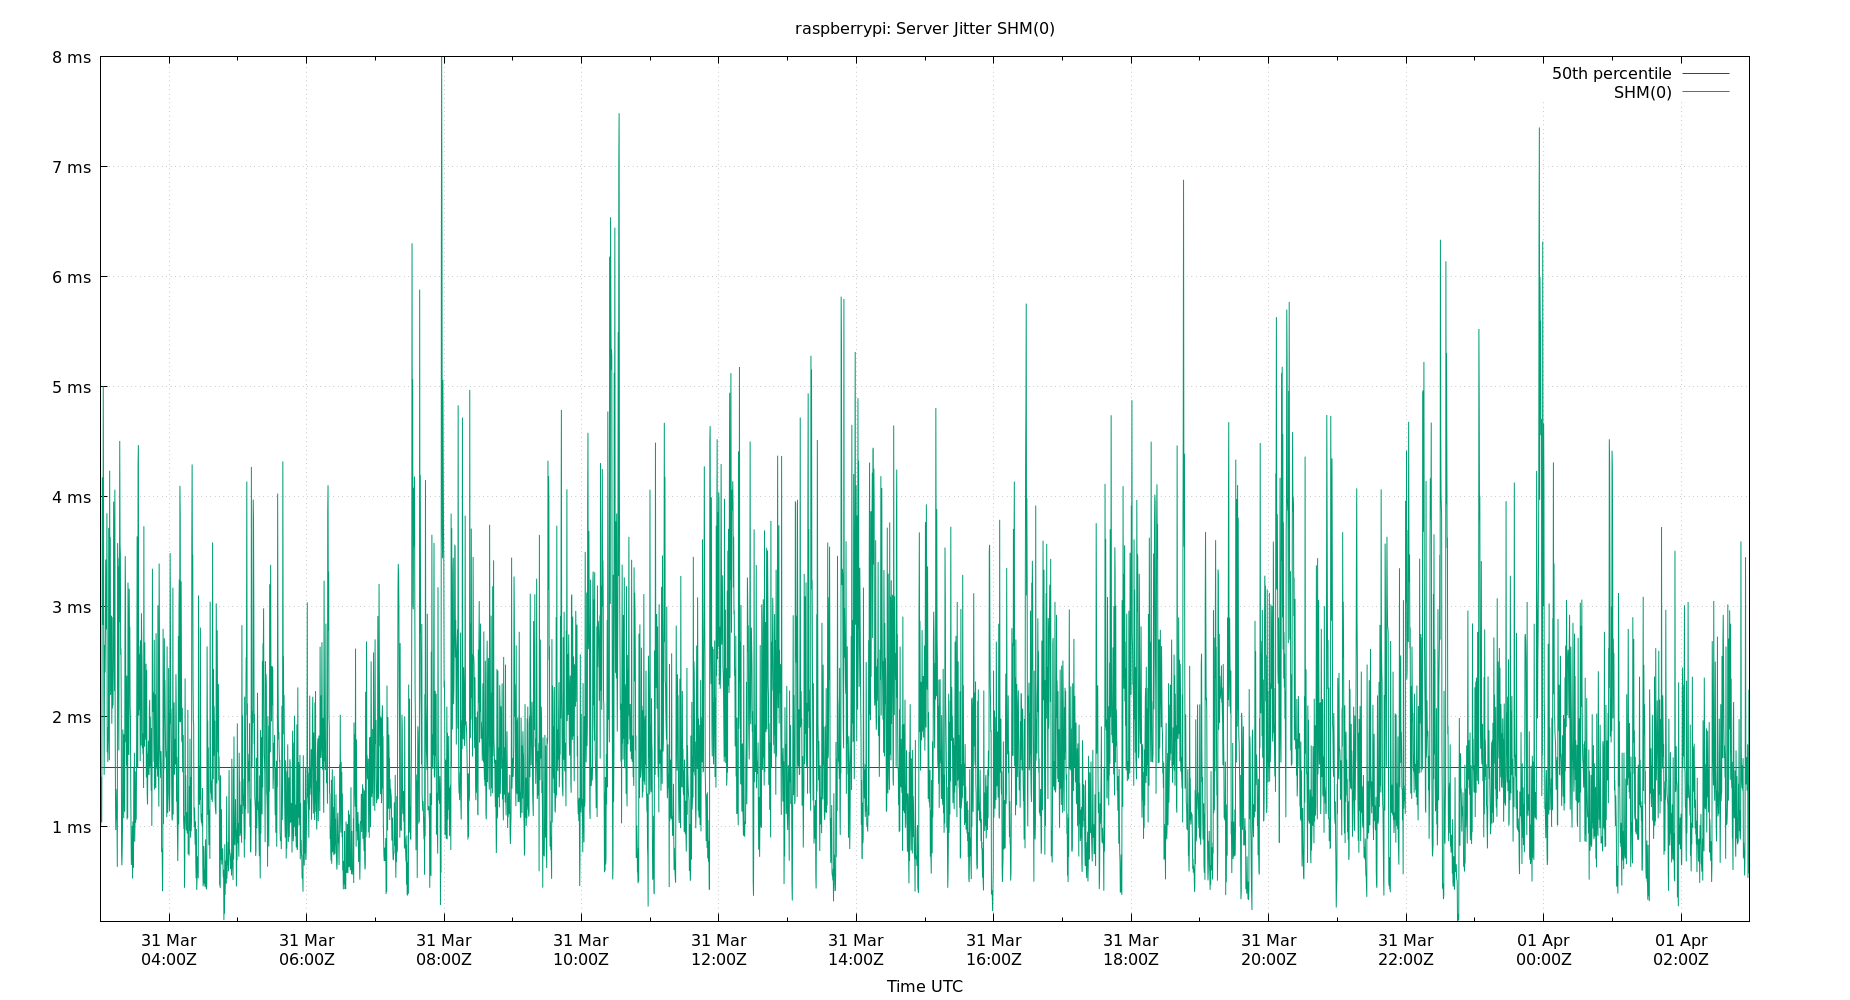 raspberrypi: Server Jitter SHM(0)
8 ms
50th percentile
SHM(0)
7 ms
6 ms
5 ms
4 ms
3 ms
2 ms
1 ms
31 Mar 31 Mar 31 Mar 31 Mar 31 Mar 31 Mar 31 Mar 31 Mar 31 Mar 31 Mar 01 Apr 01 Apr
04:00Z 06:00Z 08:00Z 10:00Z 12:00Z 14:00Z 16:00Z 18:00Z 20:00Z 22:00Z 00:00Z 02:00Z
Time UTC